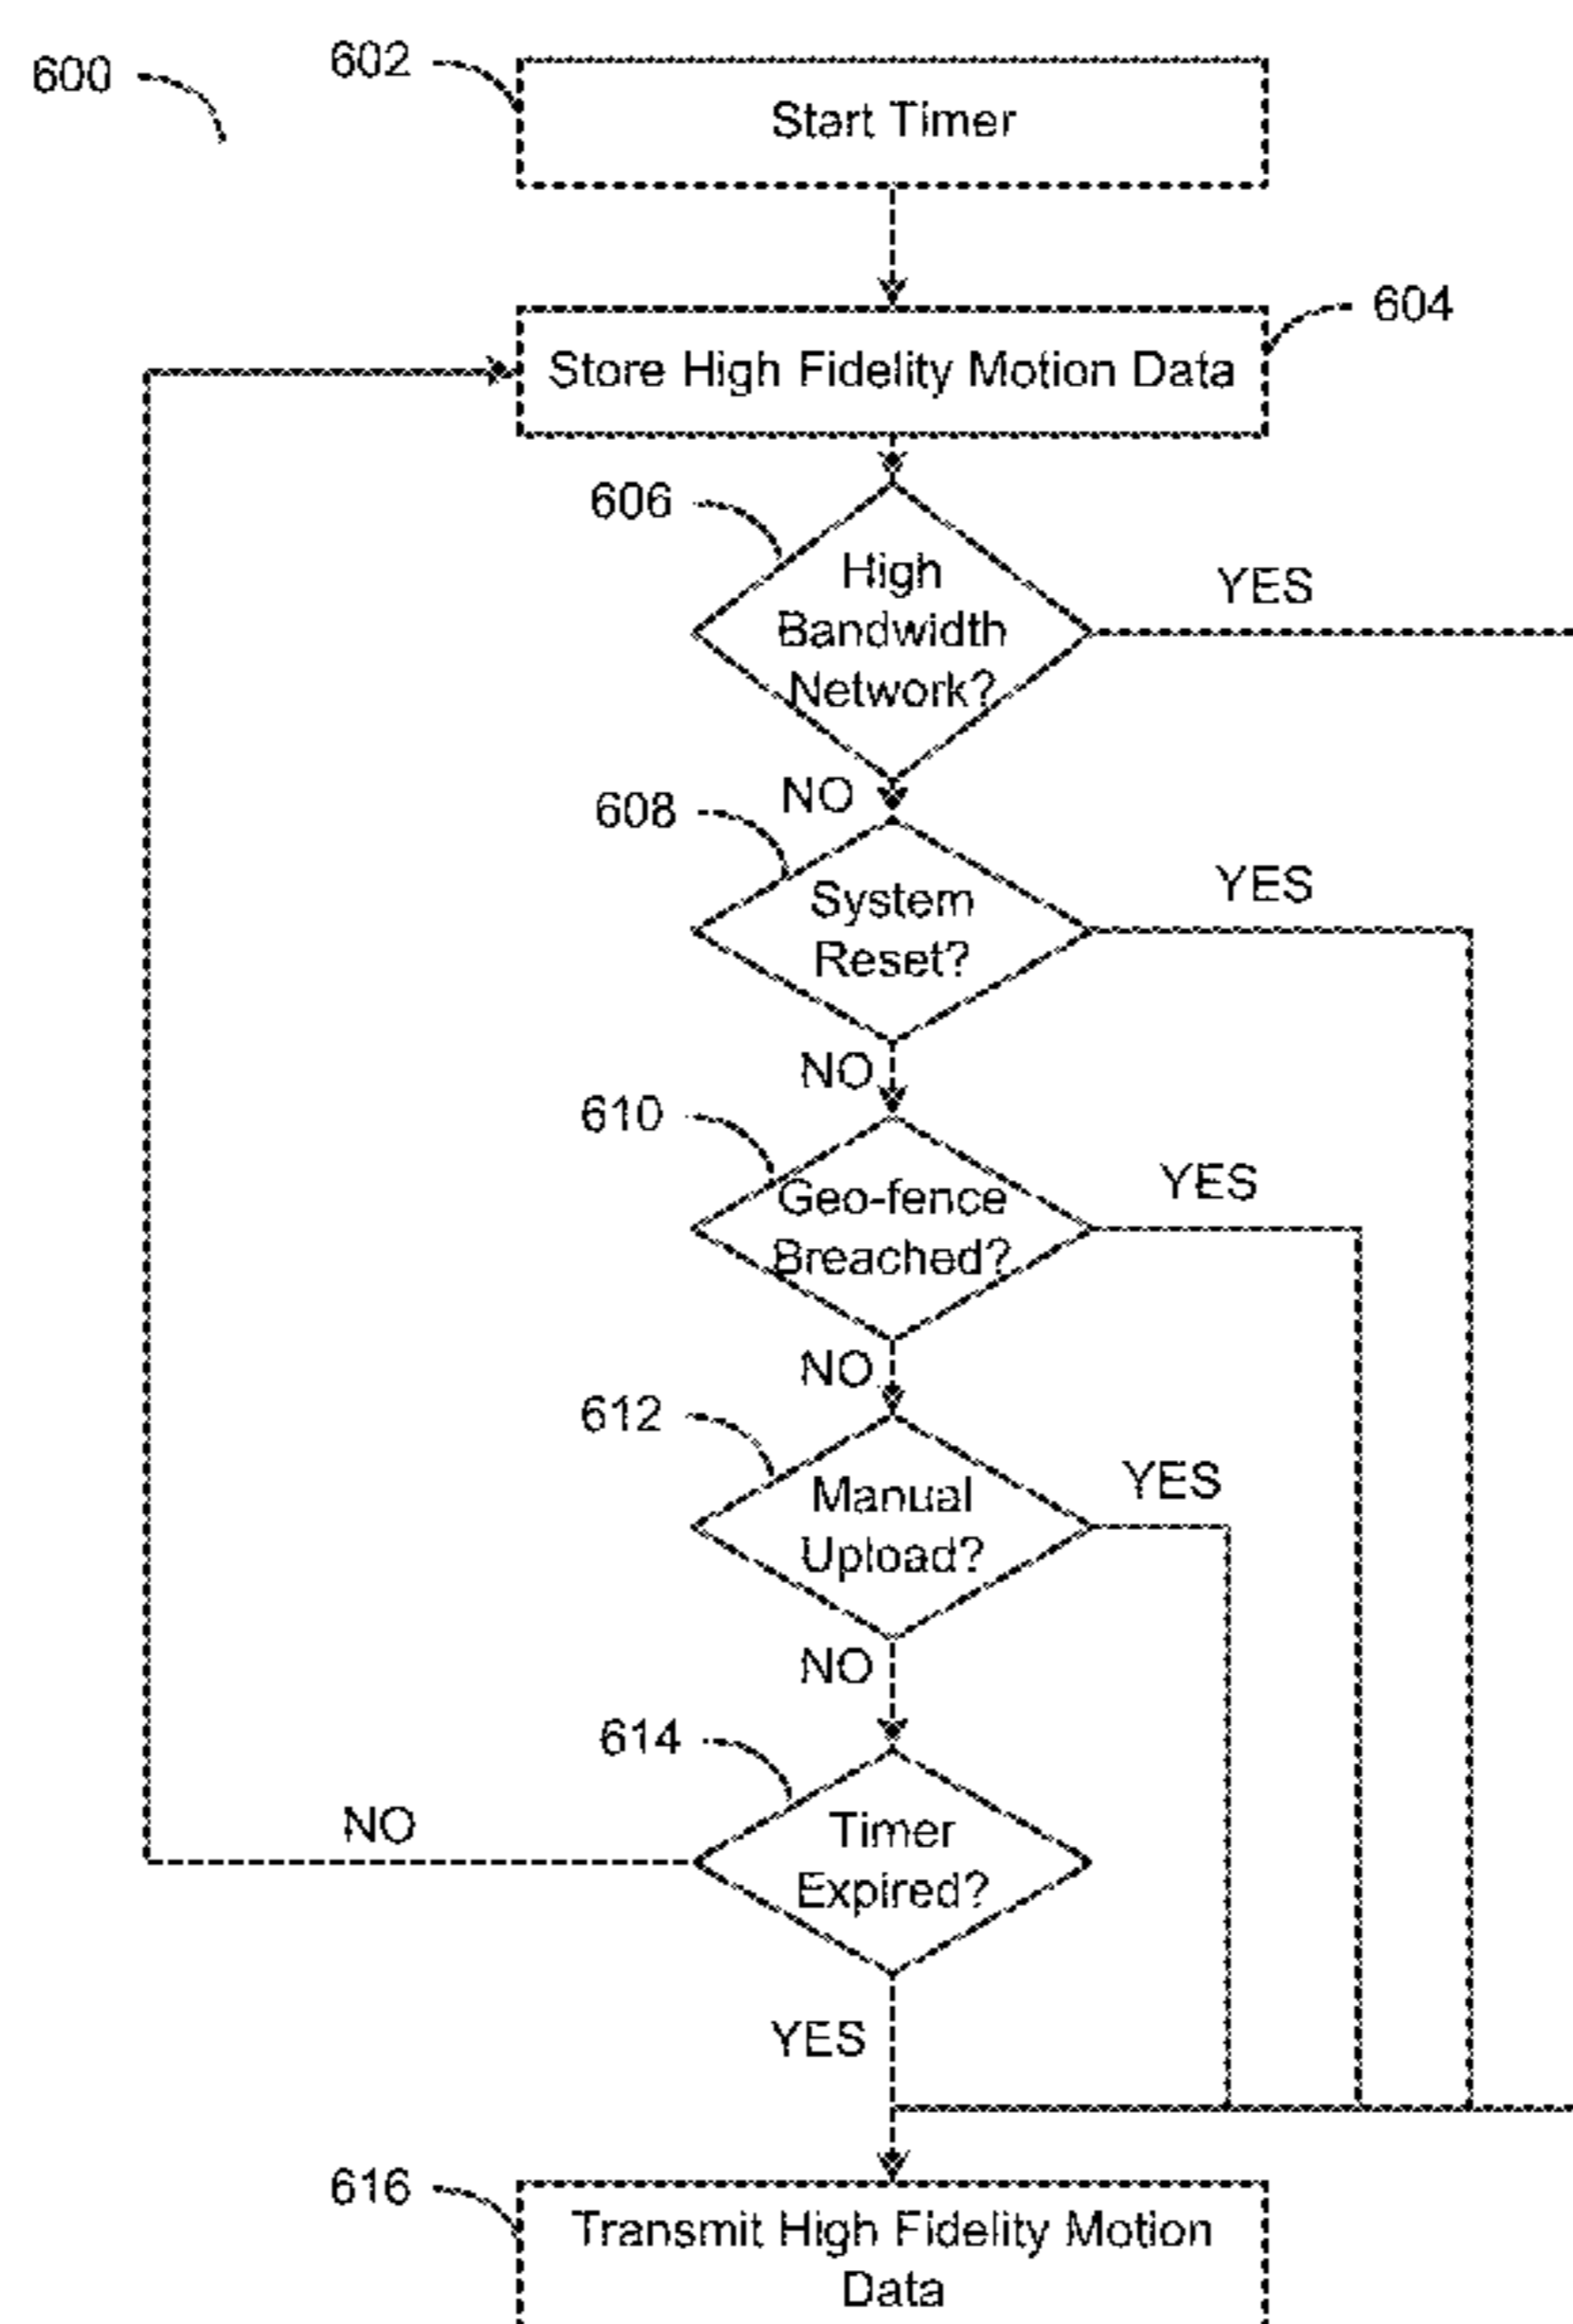 600
602
Start Timer
604
Store High Fidelity Motion Data
606
High
Bandwidth
Network?
YES
NO
608
System
Reset?
YES
NO
610
Geo-fence
Breached?
YES
NO
612
Manual
Upload?
YES
NO
614
Timer
Expired?
NO
YES
616
Transmit High Fidelity Motion
Data